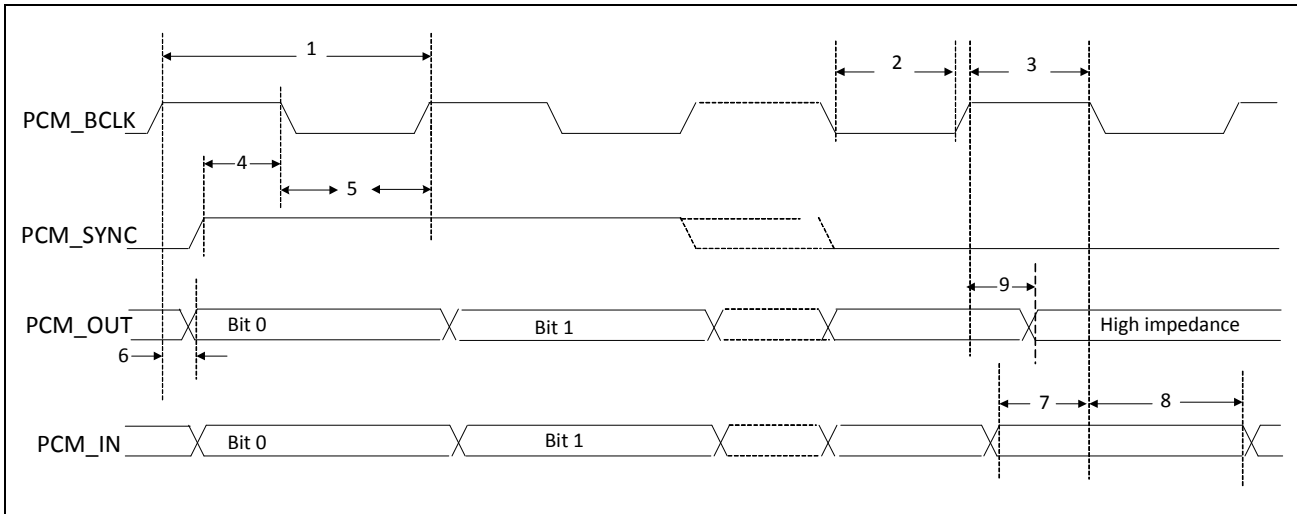 1
2
3
PCM_BCLK
4
5
PCM_SYNC
9
PCM_OUT
Bit 0
Bit 1
High impedance
6
7
8
PCM_IN
Bit 0
Bit 1